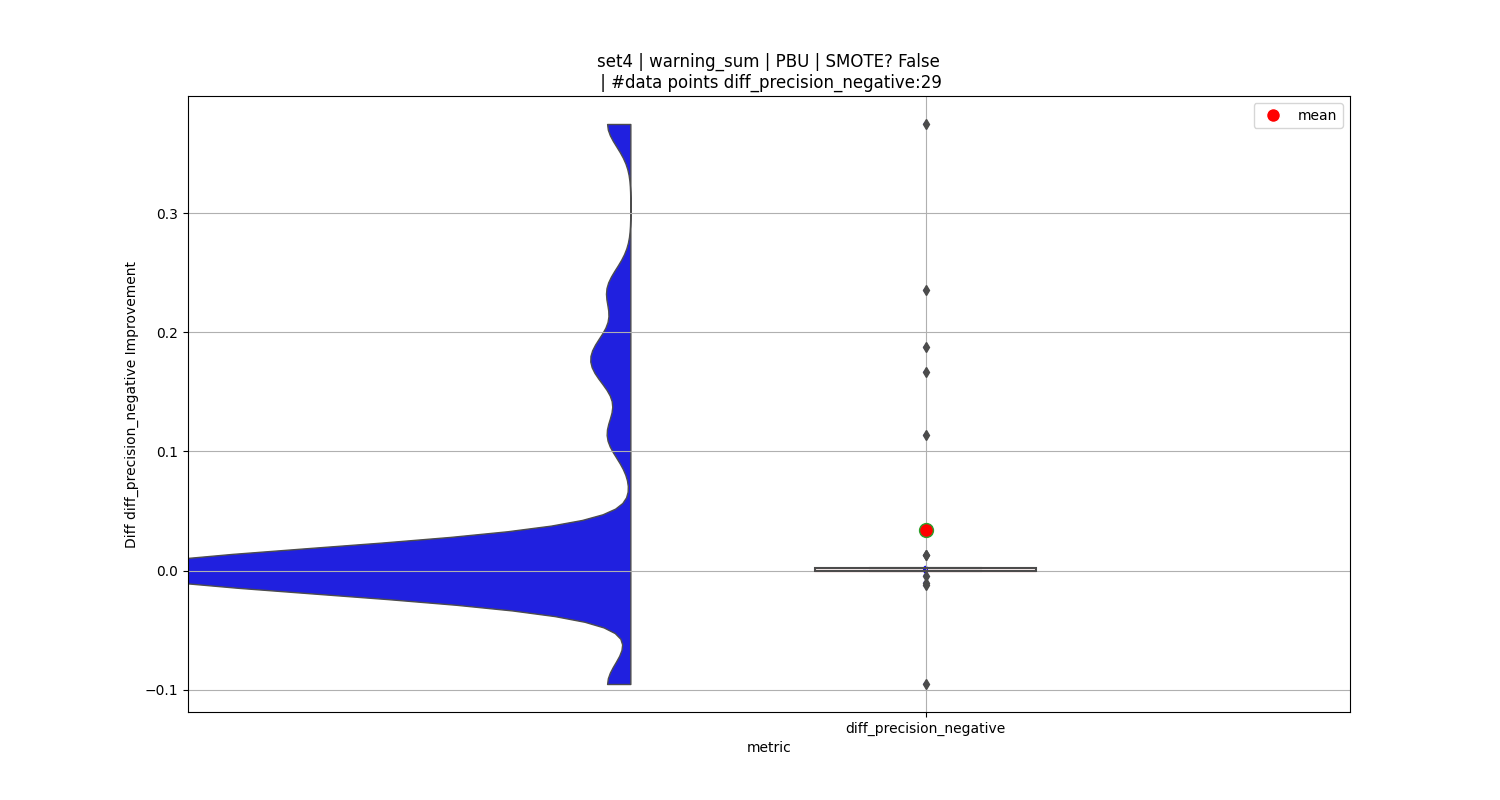 set4 | warning_sum | PBU | SMOTE? False
| #data points diff_precision_negative:29
mean
0.3
0.2
0.1
0.0
−0.1
Diff diff_precision_negative Improvement
diff_precision_negative
metric